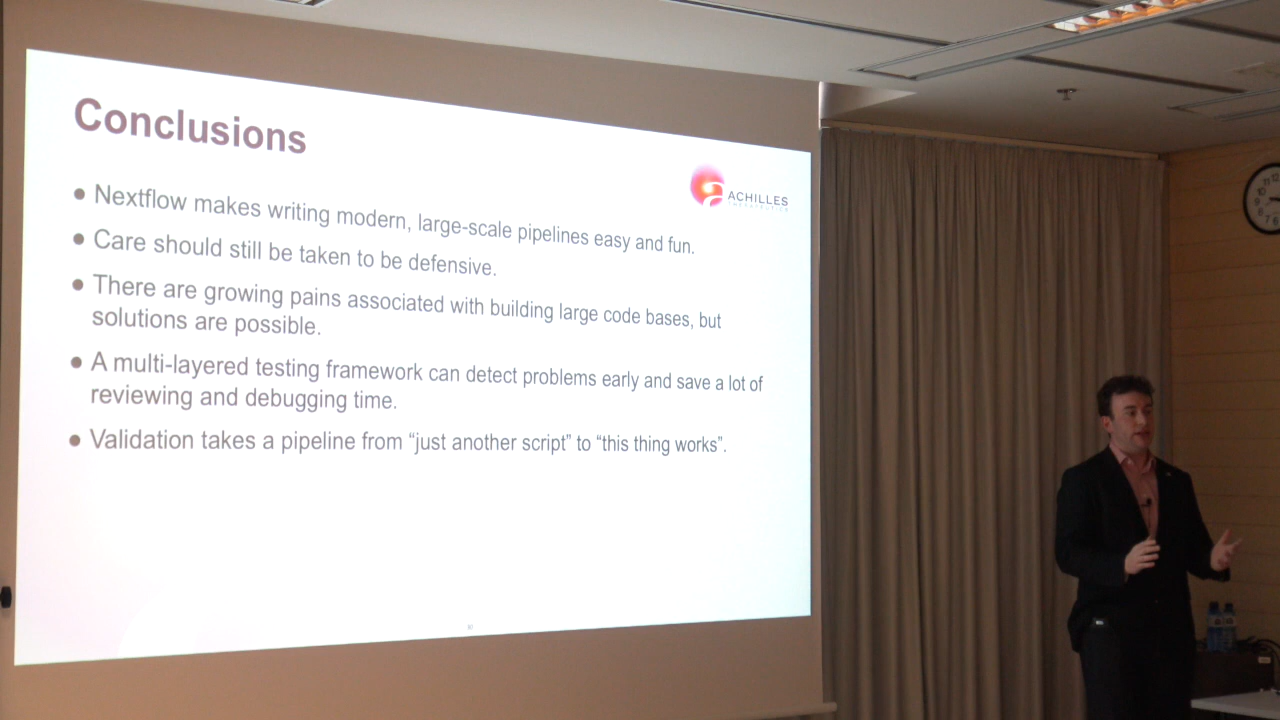 Conclusions
ACHILLES
THERAPEUTICS
● Nextflow makes writing modern, large-scale pipelines easy and fun.
● Care should still be taken to be defensive.
● There are growing pains associated with building large code bases, but
solutions are possible.
● A multi-layered testing framework can detect problems early and save a lot of
reviewing and debugging time.
● Validation takes a pipeline from “just another script” to “this thing works”.